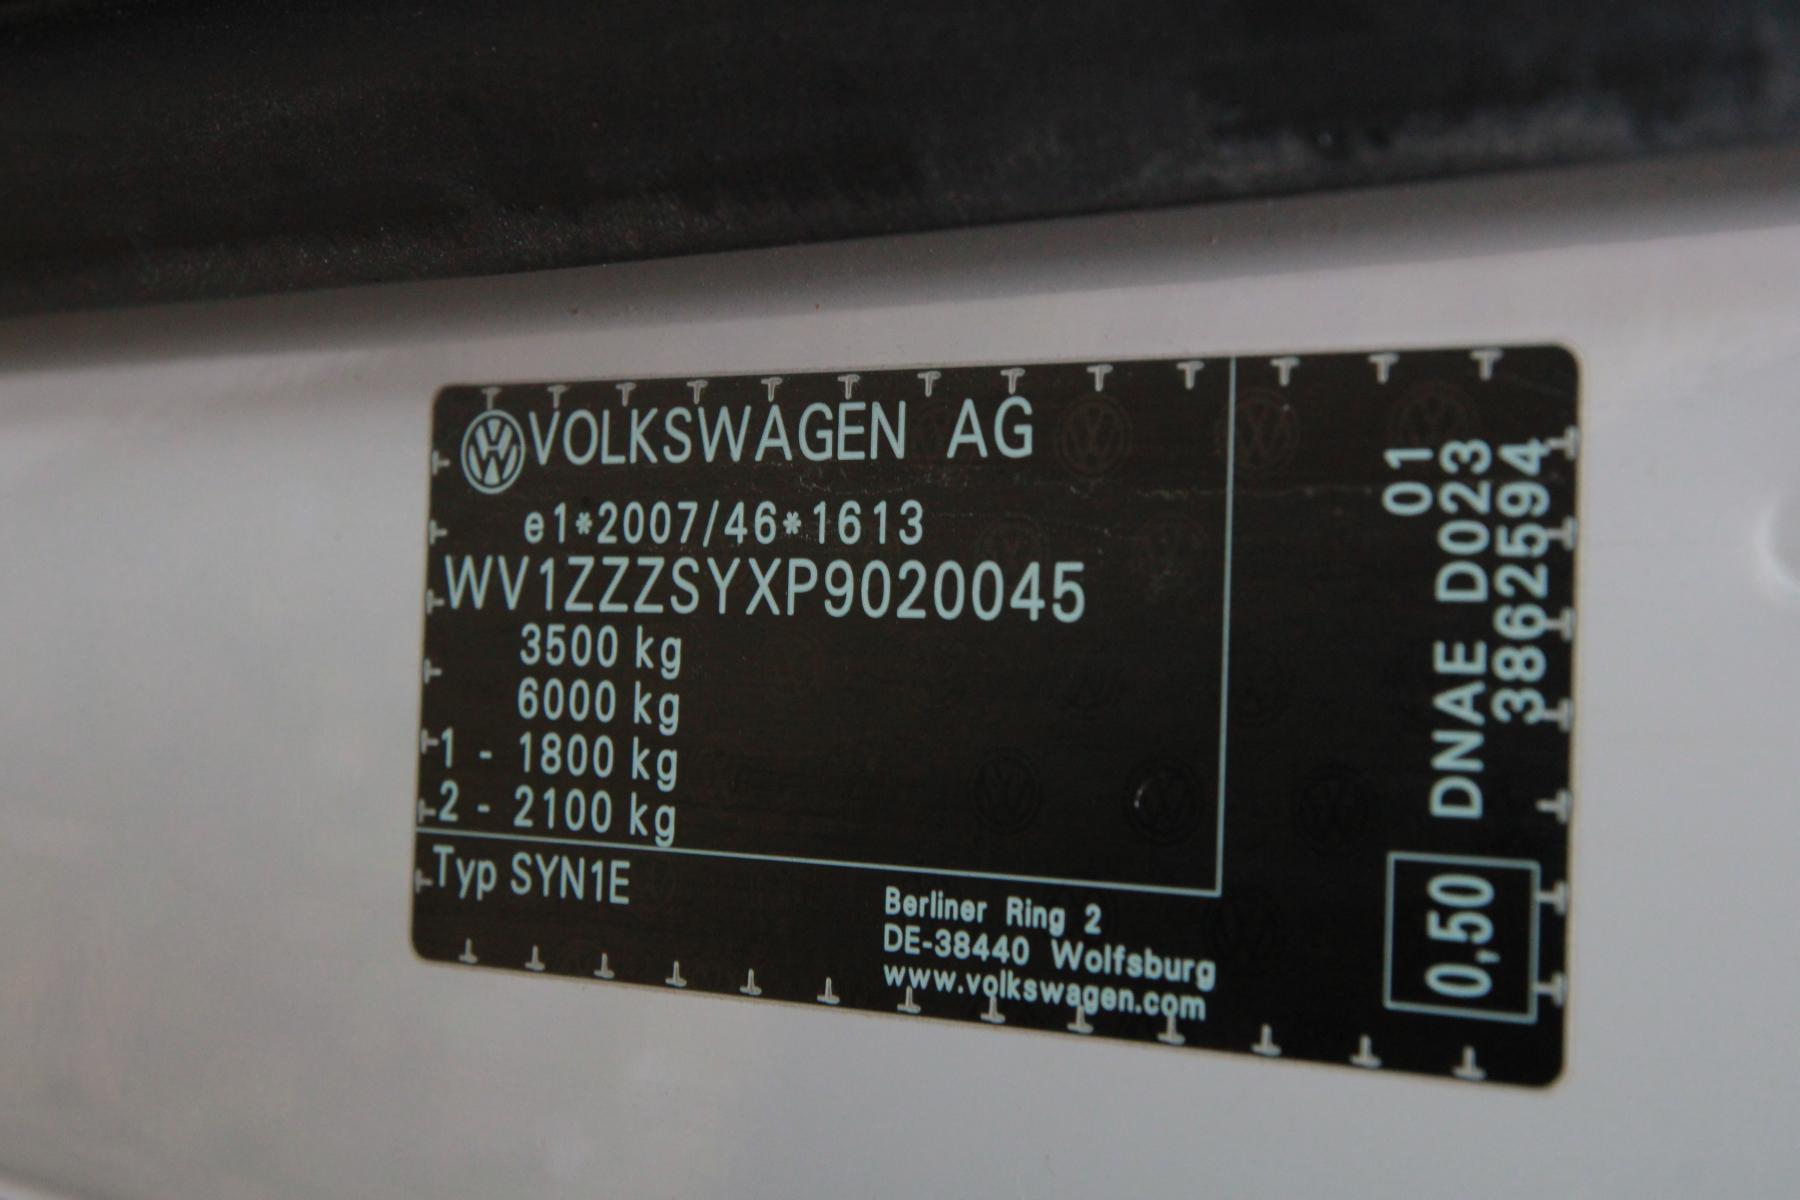 VOLKSWAGEN AG
e1*2007/46*1613
WV1ZZZSYXP9020045
3500 kg
6000 kg
1 - 1800 kg
2 - 2100 kg
Typ SYN1E
Berliner Ring 2
DE-38440 Wolfsburg
www.volkswagen.com
01
DNAE D023
3862594
0,50